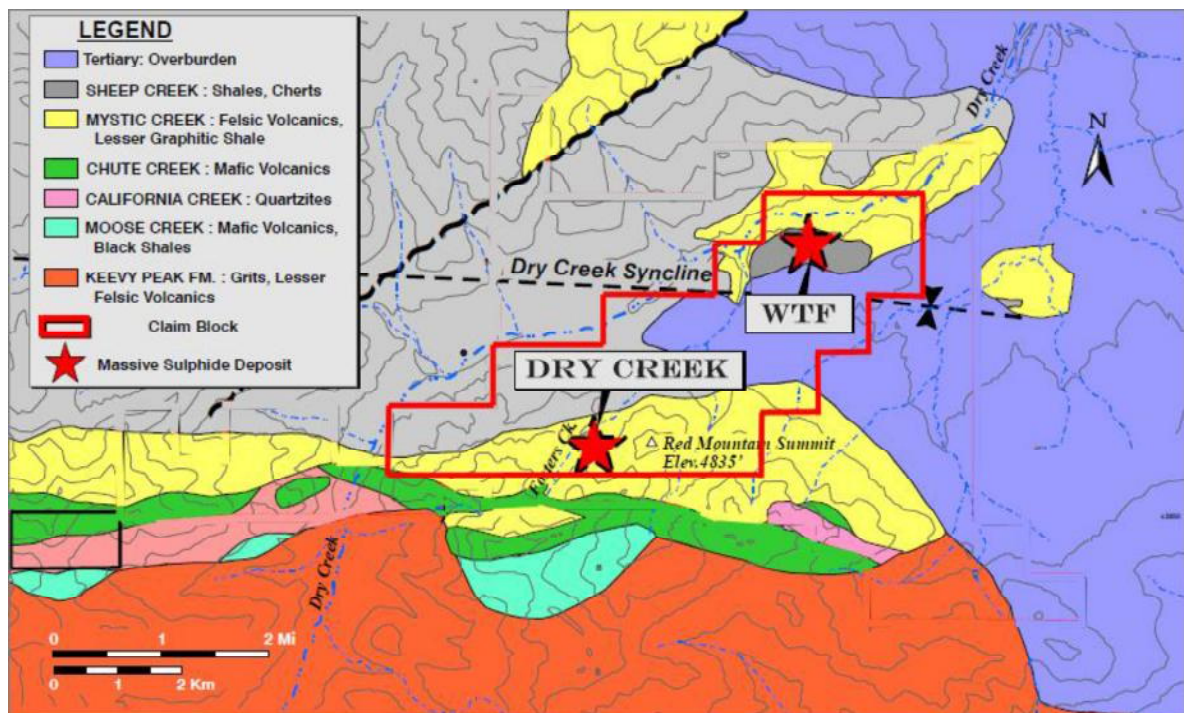 LEGEND
Tertiary: Overburden
SHEEP CREEK : Shales, Cherts
MYSTIC CREEK : Felsic Volcanics,
Lesser Graphitic Shale
CHUTE CREEK : Mafic Volcanics
CALIFORNIA CREEK : Quartzites
MOOSE CREEK : Mafic Volcanics,
Black Shales
KEEVY PEAK FM. : Grits, Lesser
Felsic Volcanics
Claim Block
Massive Sulphide Deposit
Dry Creek
N
Dry Creek Syncline
WTF
DRY CREEK
Red Mountain Summit
Elev.4835'
Fosters Ck.
Dry Creek
0 1 2 Mi
0 1 2 Km